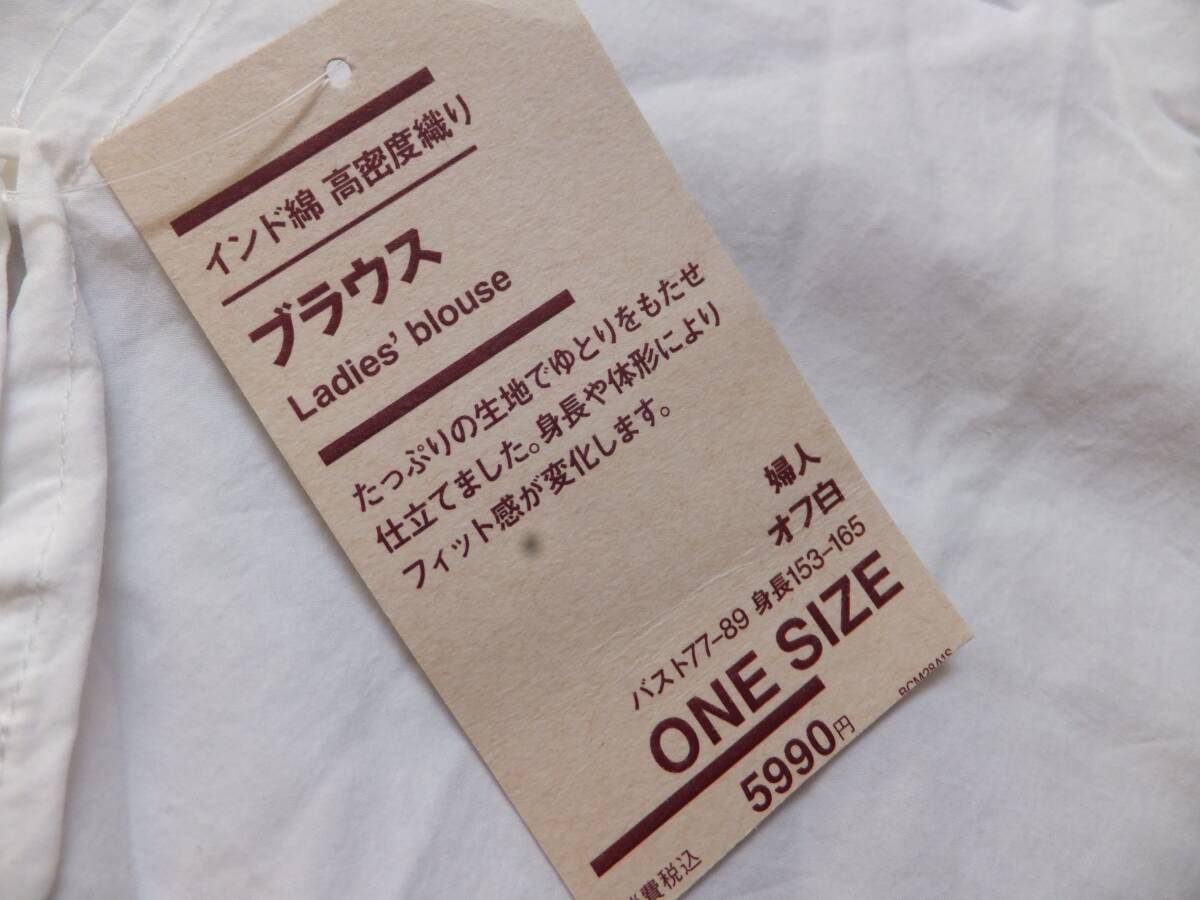 インド綿 高密度織り
ブラウス
Ladies' blouse
たっぷりの生地でゆとりをもたせ
仕立てました。身長や体形により
フィット感が変化します。
婦人
オフ白
バスト77-89 身長153-165
ONE SIZE
5990円
費税込